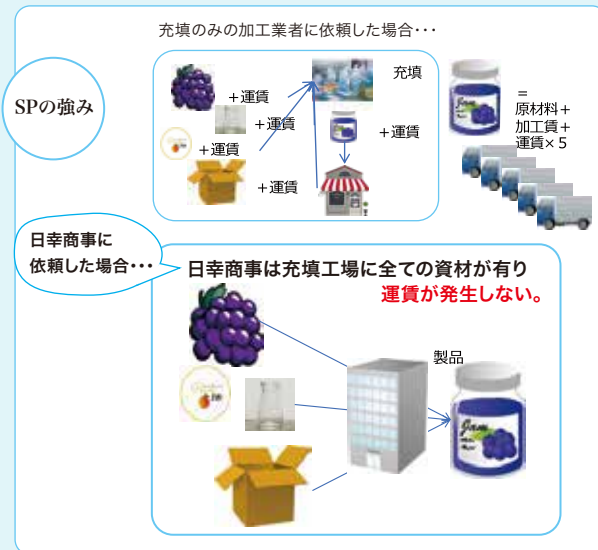 充填のみの加工業者に依頼した場合･･･
SPの強み
+運賃
充填
+運賃
+運賃
+運賃
+運賃
Jam
=
原材料+
加工賃+
運賃×5
日幸商事に
依頼した場合･･･
日幸商事は充填工場に全ての資材が有り
運賃が発生しない。
製品
Jam